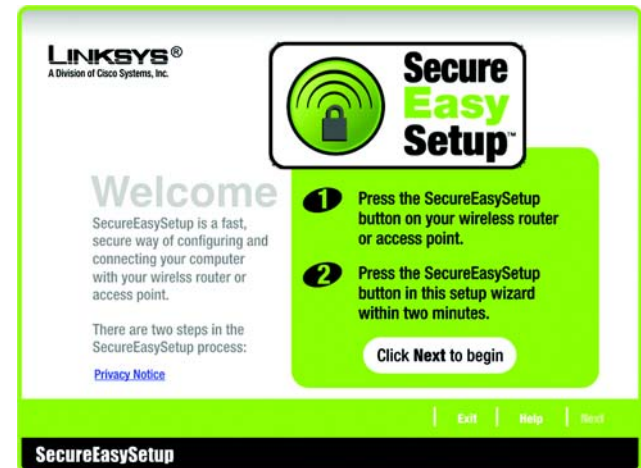 LINKSYS®
A Division of Cisco Systems, Inc.
Secure
Easy
Setup™
Welcome
SecureEasySetup is a fast,
secure way of configuring and
connecting your computer
with your wirelss router or
access point.
There are two steps in the
SecureEasySetup process:
Privacy Notice
1 Press the SecureEasySetup
button on your wireless router
or access point.
2 Press the SecureEasySetup
button in this setup wizard
within two minutes.
Click Next to begin
Exit Help Next
SecureEasySetup